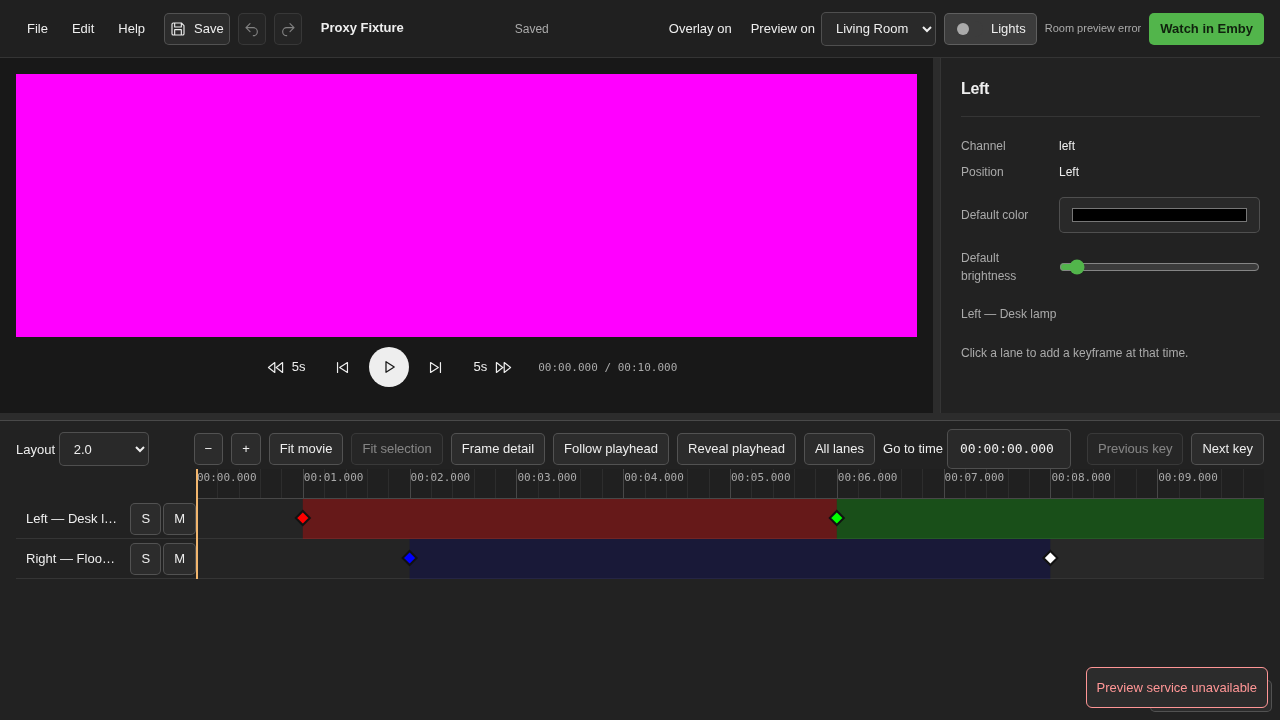 File Edit Help Save Proxy Fixture Saved Overlay on Preview on Living Room Lights Room preview error Watch in Emby
Left
Channel left
Position Left
Default color
Default
brightness
Left — Desk lamp
Click a lane to add a keyframe at that time.
5s 5s 00:00.000 / 00:10.000
Layout 2.0 − + Fit movie Fit selection Frame detail Follow playhead Reveal playhead All lanes Go to time 00:00:00.000 Previous key Next key
00:00.000 00:01.000 00:02.000 00:03.000 00:04.000 00:05.000 00:06.000 00:07.000 00:08.000 00:09.000
Left — Desk l… S M
Right — Floo… S M
Preview service unavailable